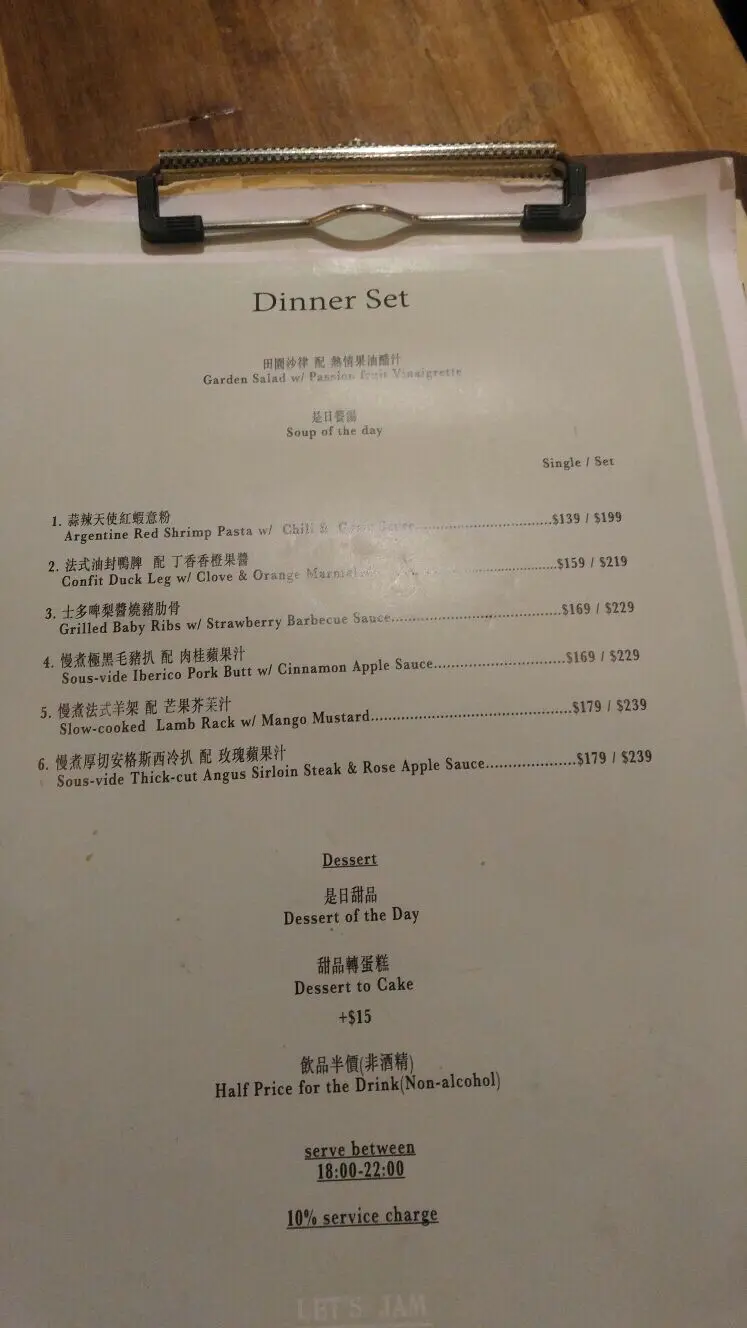 Dinner Set
田園沙律 配 熱情果油醋汁
Garden Salad w/ Passion fruit Vinaigrette
是日餐湯
Soup of the day
Single / Set
1. 蒜辣天使紅蝦意粉
Argentine Red Shrimp Pasta w/ Chili & ..........$139 / $199
2. 法式油封鴨脾 配 丁香香橙果醬
Confit Duck Leg w/ Clove & Orange ..........$159 / $219
3. 士多啤梨醬燒豬肋骨
Grilled Baby Ribs w/ Strawberry Barbecue Sauce..........$169 / $229
4. 慢煮極黑毛豬扒 配 肉桂蘋果汁
Sous-vide Iberico Pork Butt w/ Cinnamon Apple Sauce..........$169 / $229
5. 慢煮法式羊架 配 芒果芥茉汁
Slow-cooked Lamb Rack w/ Mango Mustard..........$179 / $239
6. 慢煮厚切安格斯西冷扒 配 玫瑰蘋果汁
Sous-vide Thick-cut Angus Sirloin Steak & Rose Apple Sauce..........$179 / $239
Dessert
是日甜品
Dessert of the Day
甜品轉蛋糕
Dessert to Cake
+$15
飲品半價(非酒精)
Half Price for the Drink(Non-alcohol)
serve between
18:00-22:00
10% service charge
LET'S JAM